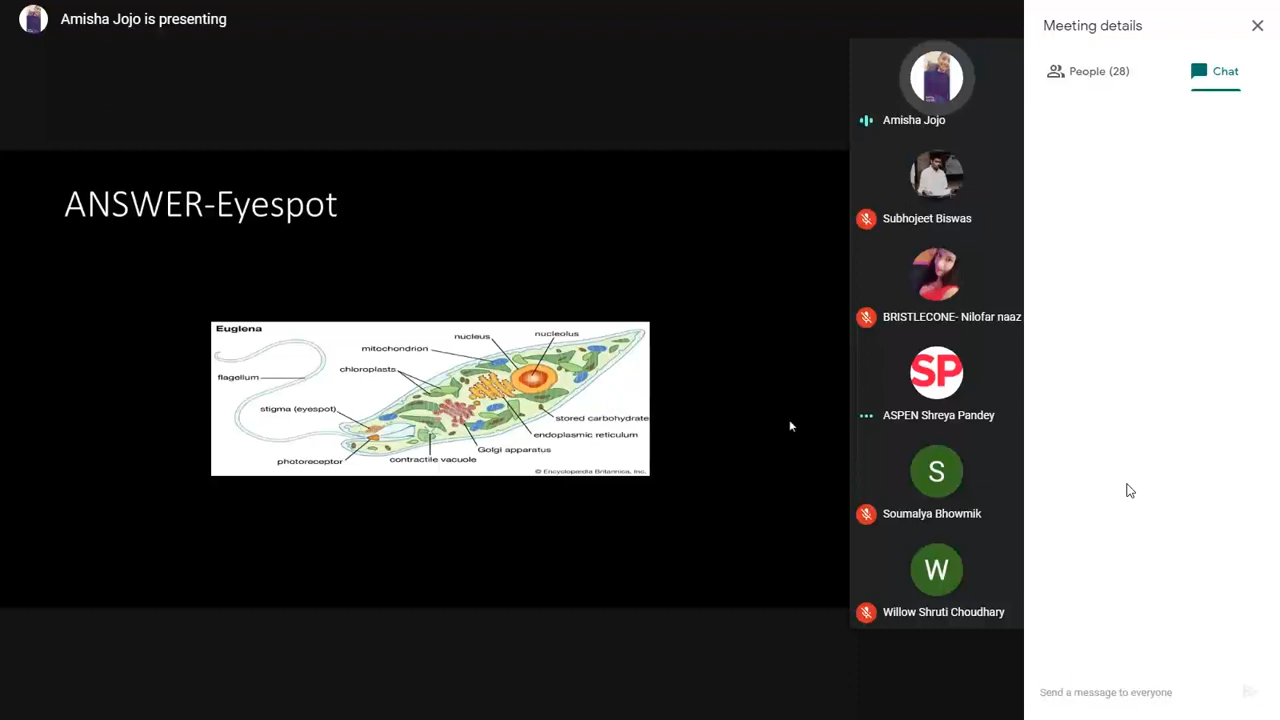 Amisha Jojo is presenting
Meeting details
People (28)
Chat
Amisha Jojo
Subhojeet Biswas
BRISTLECONE- Nilofar naaz
SP
ASPEN Shreya Pandey
S
Soumalya Bhowmik
W
Willow Shruti Choudhary
ANSWER-Eyespot
Euglena
nucleus
nucleolus
mitochondrion
chloroplasts
flagellum
stigma (eyespot)
stored carbohydrate
endoplasmic reticulum
Golgi apparatus
photoreceptor
contractile vacuole
© Encyclopædia Britannica, Inc.
Send a message to everyone